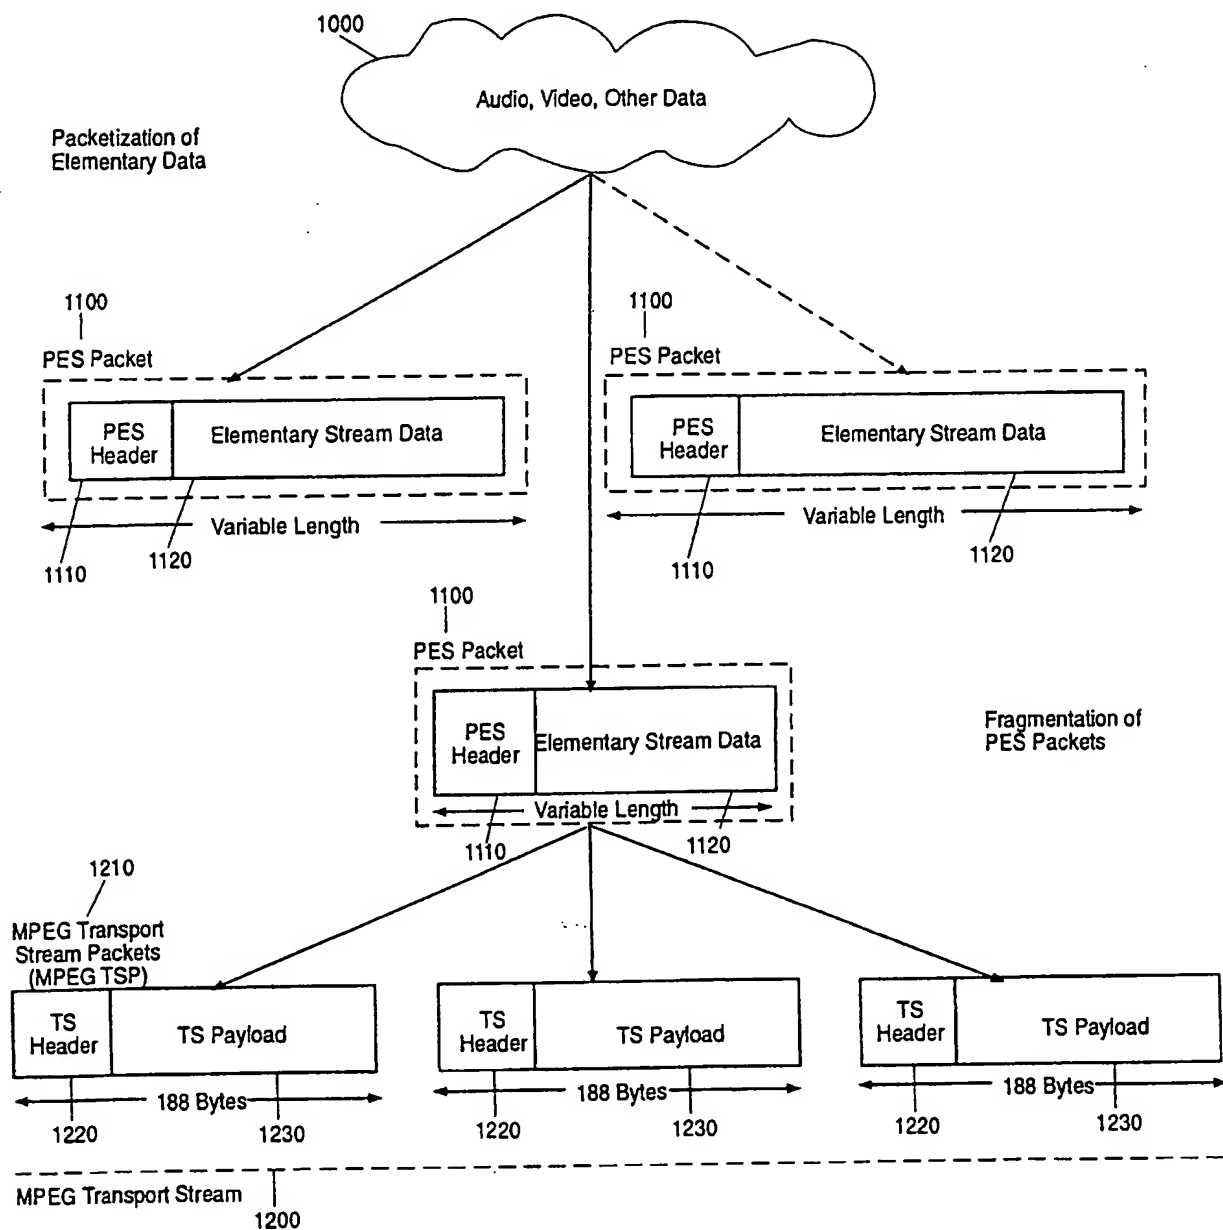 1000
Audio, Video, Other Data
Packetization of
Elementary Data
1100
PES Packet
PES
Header
Elementary Stream Data
Variable Length
1110
1120
1100
PES Packet
PES
Header
Elementary Stream Data
Variable Length
1110
1120
1100
PES Packet
PES
Header
Elementary Stream Data
Variable Length
1110
1120
Fragmentation of
PES Packets
1210
MPEG Transport
Stream Packets
(MPEG TSP)
TS
Header
TS Payload
188 Bytes
1220
1230
TS
Header
TS Payload
188 Bytes
1220
1230
TS
Header
TS Payload
188 Bytes
1220
1230
MPEG Transport Stream
1200